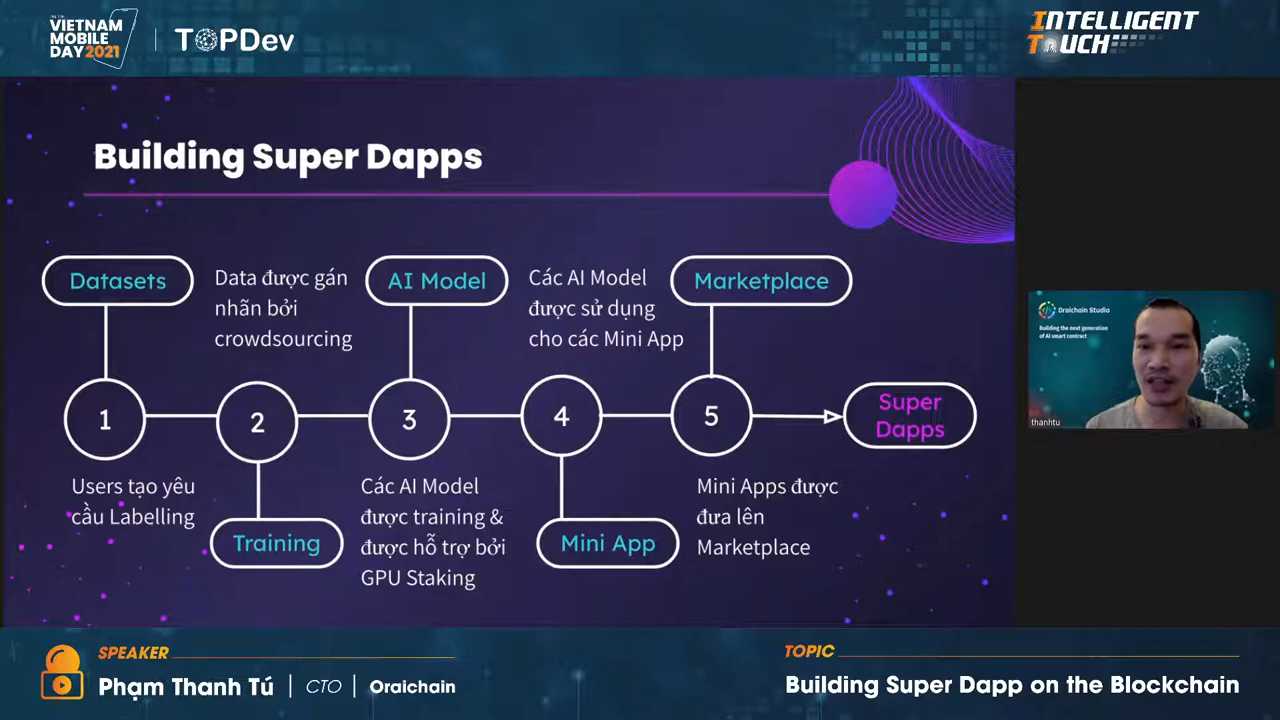 VIETNAM
MOBILE
DAY 2021
TOPDev
INTELLIGENT
TOUCH
Building Super Dapps
Datasets
Data được gán
nhãn bởi
crowdsourcing
AI Model
Các AI Model
được sử dụng
cho các Mini App
Marketplace
1
2
3
4
5
Super
Dapps
Users tạo yêu
cầu Labelling
Training
Các AI Model
được training &
được hỗ trợ bởi
GPU Staking
Mini App
Mini Apps được
đưa lên
Marketplace
Oraichain Studio
Building the next generation
of AI smart contract
thanhtu
SPEAKER
Phạm Thanh Tú | CTO | Oraichain
TOPIC
Building Super Dapp on the Blockchain